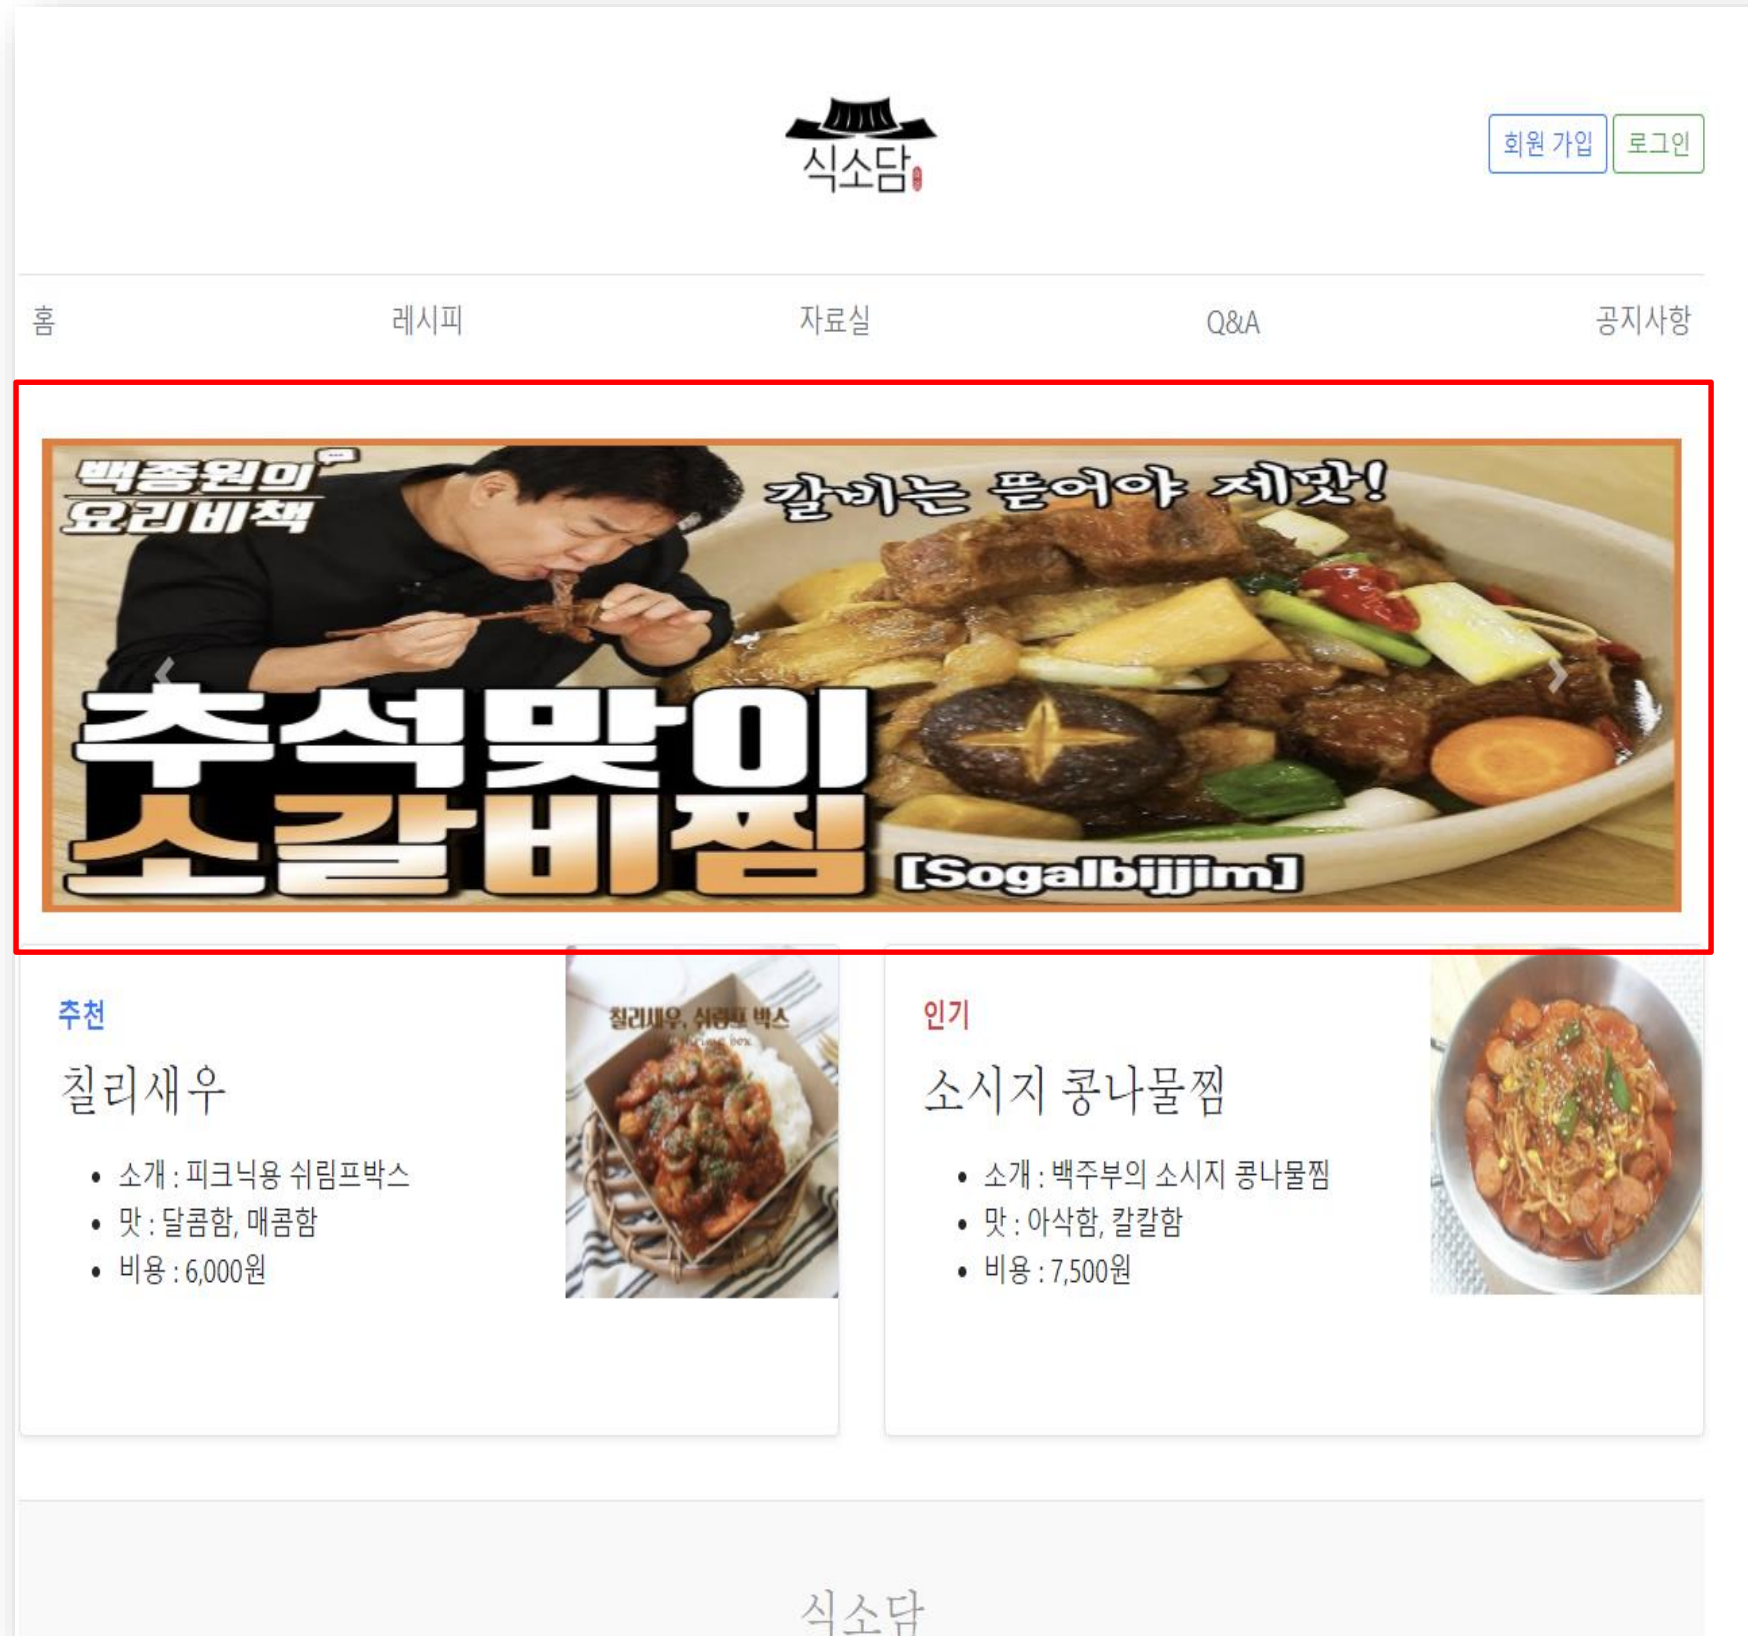 식소담
회원 가입
로그인
홈
레시피
자료실
Q&A
공지사항
백종원의
요리비책
갈비는 뜯어야 제맛!
추석맞이
소갈비찜
[Sogalbijjim]
추천
칠리새우
소개 : 피크닉용 쉬림프박스
맛 : 달콤함, 매콤함
비용 : 6,000원
칠리새우, 쉬림프 박스
box
인기
소시지 콩나물찜
소개 : 백주부의 소시지 콩나물찜
맛 : 아삭함, 칼칼함
비용 : 7,500원
식소담